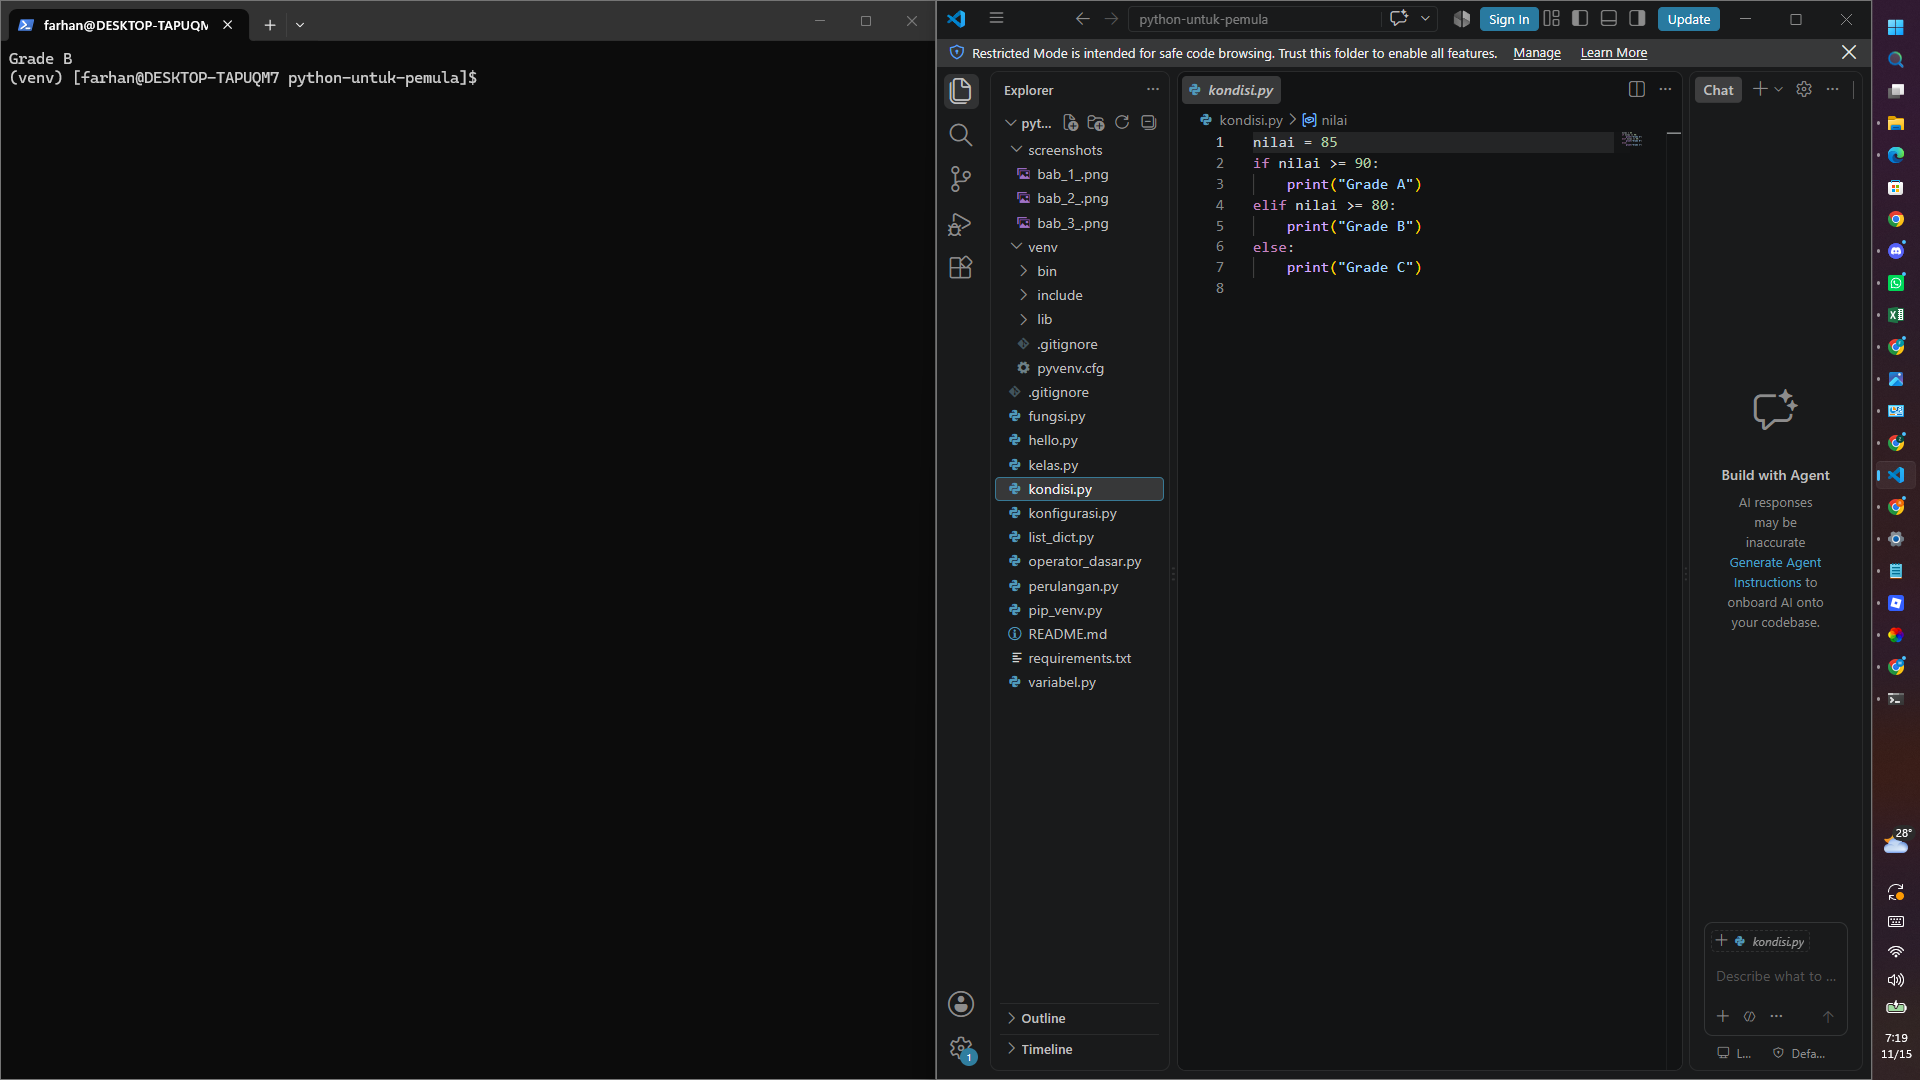 farhan@DESKTOP-TAPUQM
Grade B
(venv) [farhan@DESKTOP-TAPUQM7 python-untuk-pemula]$
python-untuk-pemula
Sign In
Update
Restricted Mode is intended for safe code browsing. Trust this folder to enable all features.
Manage
Learn More
Explorer
pyt...
screenshots
bab_1_.png
bab_2_.png
bab_3_.png
venv
bin
include
lib
.gitignore
pyvenv.cfg
.gitignore
fungsi.py
hello.py
kelas.py
kondisi.py
konfigurasi.py
list_dict.py
operator_dasar.py
perulangan.py
pip_venv.py
README.md
requirements.txt
variabel.py
Outline
Timeline
1
kondisi.py
kondisi.py > nilai
1 nilai = 85
2 if nilai >= 90:
3 print("Grade A")
4 elif nilai >= 80:
5 print("Grade B")
6 else:
7 print("Grade C")
8
Chat
Build with Agent
AI responses
may be
inaccurate
Generate Agent
Instructions to
onboard AI onto
your codebase.
kondisi.py
Describe what to ...
L...
Defa...
28°
7:19
11/15